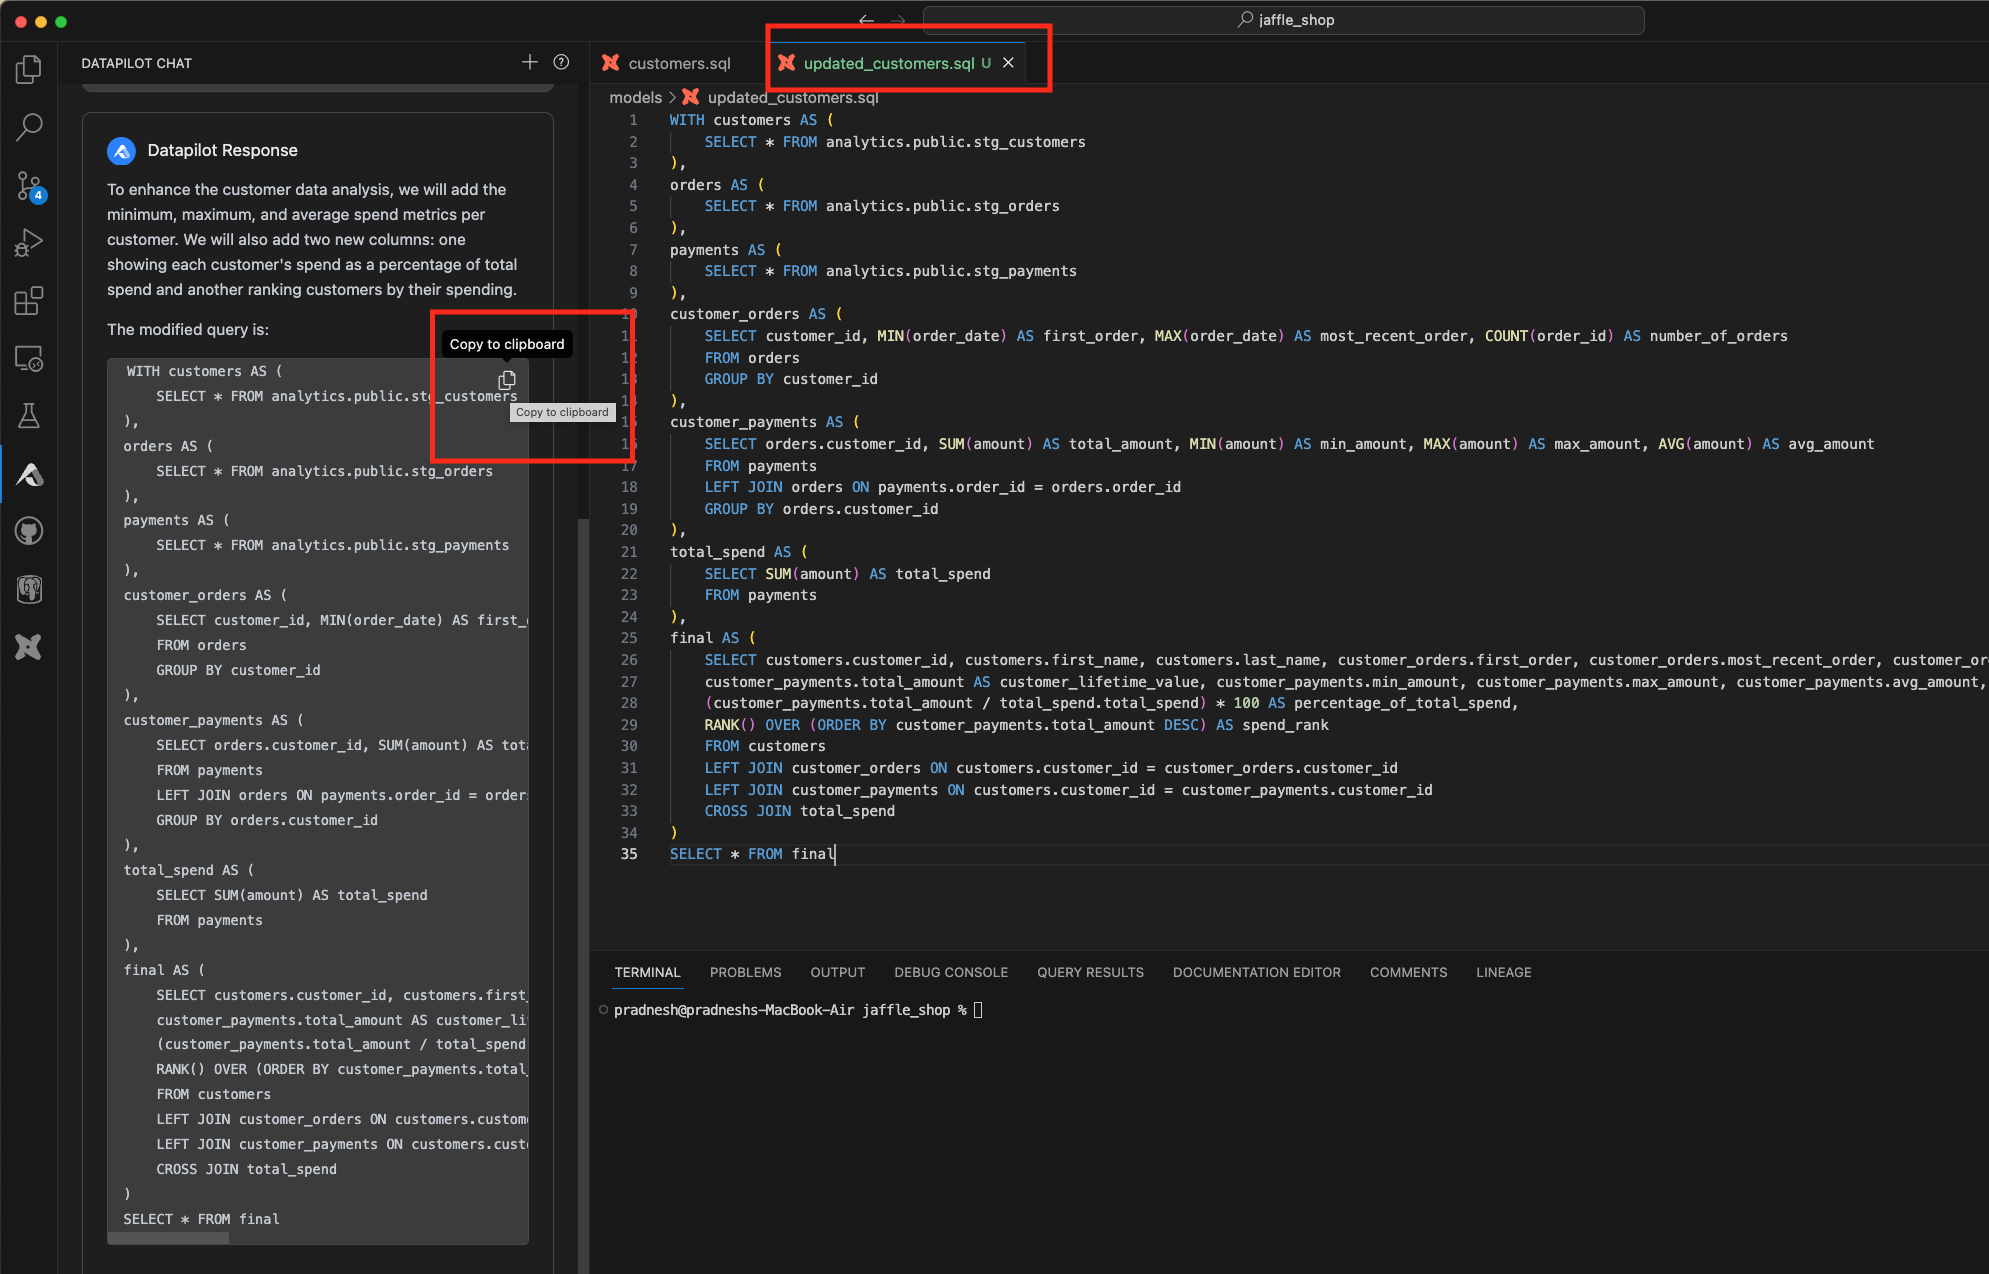 jaffle_shop
DATAPILOT CHAT
4
Datapilot Response
To enhance the customer data analysis, we will add the
minimum, maximum, and average spend metrics per
customer. We will also add two new columns: one
showing each customer's spend as a percentage of total
spend and another ranking customers by their spending.
The modified query is:
Copy to clipboard
Copy to clipboard
WITH customers AS (
SELECT * FROM analytics.public.stg_customers
),
orders AS (
SELECT * FROM analytics.public.stg_orders
),
payments AS (
SELECT * FROM analytics.public.stg_payments
),
customer_orders AS (
SELECT customer_id, MIN(order_date) AS first_
FROM orders
GROUP BY customer_id
),
customer_payments AS (
SELECT orders.customer_id, SUM(amount) AS tot
FROM payments
LEFT JOIN orders ON payments.order_id = order
GROUP BY orders.customer_id
),
total_spend AS (
SELECT SUM(amount) AS total_spend
FROM payments
),
final AS (
SELECT customers.customer_id, customers.first_
customer_payments.total_amount AS customer_li
(customer_payments.total_amount / total_spend
RANK() OVER (ORDER BY customer_payments.total_
FROM customers
LEFT JOIN customer_orders ON customers.custom
LEFT JOIN customer_payments ON customers.cust
CROSS JOIN total_spend
)
SELECT * FROM final
customers.sql
updated_customers.sql U
models > updated_customers.sql
1 WITH customers AS (
2 SELECT * FROM analytics.public.stg_customers
3 ),
4 orders AS (
5 SELECT * FROM analytics.public.stg_orders
6 ),
7 payments AS (
8 SELECT * FROM analytics.public.stg_payments
9 ),
10 customer_orders AS (
11 SELECT customer_id, MIN(order_date) AS first_order, MAX(order_date) AS most_recent_order, COUNT(order_id) AS number_of_orders
12 FROM orders
13 GROUP BY customer_id
14 ),
15 customer_payments AS (
16 SELECT orders.customer_id, SUM(amount) AS total_amount, MIN(amount) AS min_amount, MAX(amount) AS max_amount, AVG(amount) AS avg_amount
17 FROM payments
18 LEFT JOIN orders ON payments.order_id = orders.order_id
19 GROUP BY orders.customer_id
20 ),
21 total_spend AS (
22 SELECT SUM(amount) AS total_spend
23 FROM payments
24 ),
25 final AS (
26 SELECT customers.customer_id, customers.first_name, customers.last_name, customer_orders.first_order, customer_orders.most_recent_order, customer_or
27 customer_payments.total_amount AS customer_lifetime_value, customer_payments.min_amount, customer_payments.max_amount, customer_payments.avg_amount,
28 (customer_payments.total_amount / total_spend.total_spend) * 100 AS percentage_of_total_spend,
29 RANK() OVER (ORDER BY customer_payments.total_amount DESC) AS spend_rank
30 FROM customers
31 LEFT JOIN customer_orders ON customers.customer_id = customer_orders.customer_id
32 LEFT JOIN customer_payments ON customers.customer_id = customer_payments.customer_id
33 CROSS JOIN total_spend
34 )
35 SELECT * FROM final
TERMINAL PROBLEMS OUTPUT DEBUG CONSOLE QUERY RESULTS DOCUMENTATION EDITOR COMMENTS LINEAGE
pradnesh@pradneshs-MacBook-Air jaffle_shop %